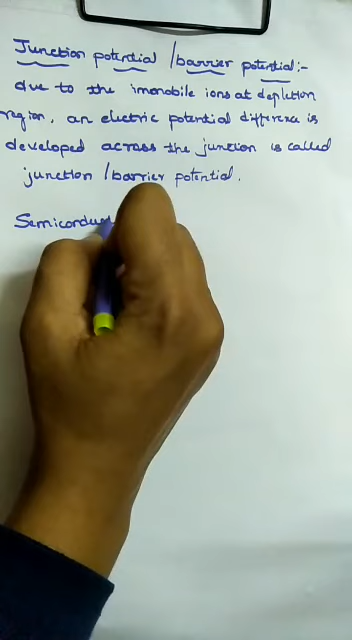 Junction potential / barrier potential:-
due to the immobile ions at depletion
region, an electric potential difference is
developed across the junction is called
junction / barrier potential.
Semicondu